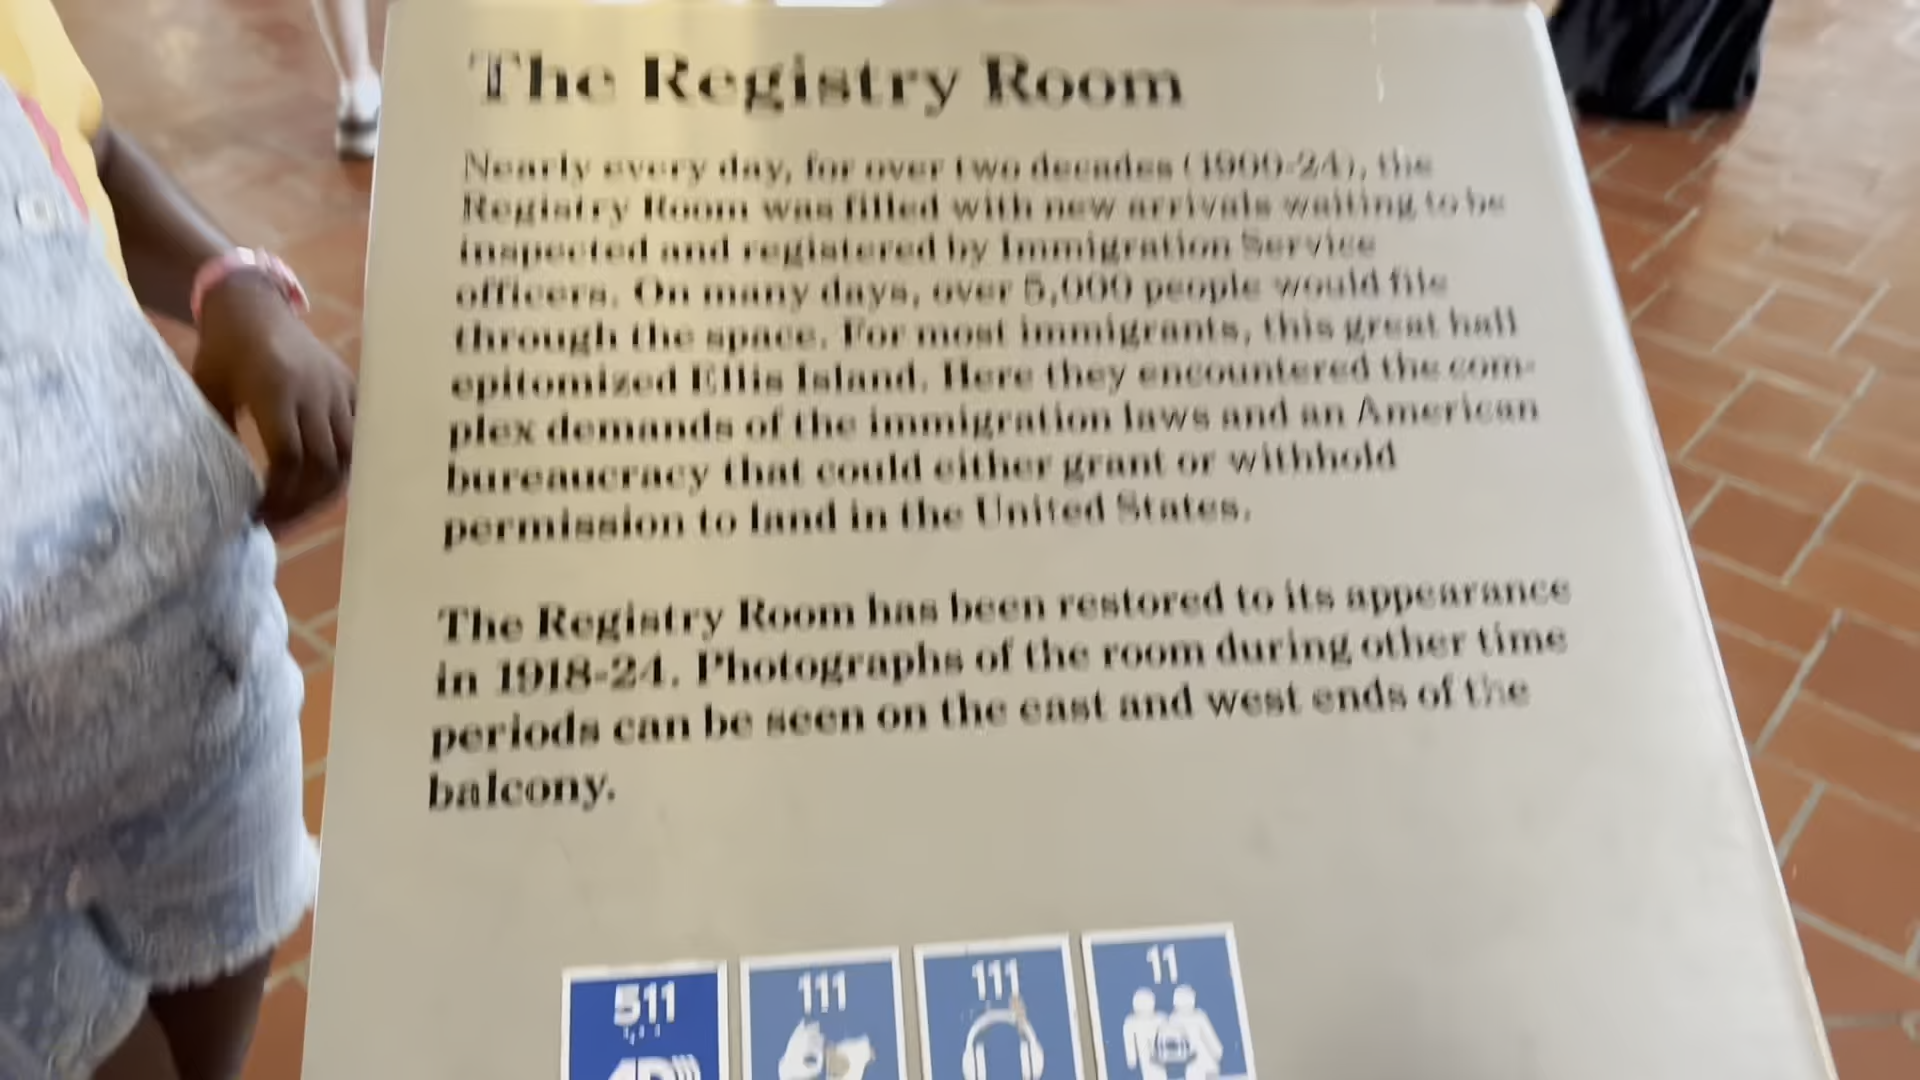 The Registry Room
Nearly every day, for over two decades (1900-24), the
Registry Room was filled with new arrivals waiting to be
inspected and registered by Immigration Service
officers. On many days, over 5,000 people would file
through the space. For most immigrants, this great hall
epitomized Ellis Island. Here they encountered the com-
plex demands of the immigration laws and an American
bureaucracy that could either grant or withhold
permission to land in the United States.
The Registry Room has been restored to its appearance
in 1918-24. Photographs of the room during other time
periods can be seen on the east and west ends of the
balcony.
511 111 111 11